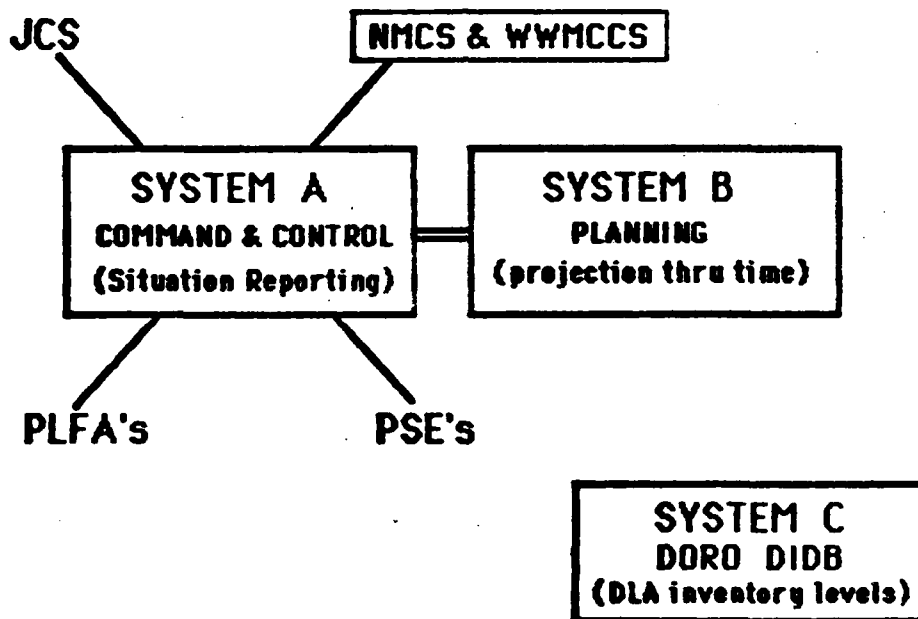 JCS
NMCS & WWMCCS
SYSTEM A
COMMAND & CONTROL
(Situation Reporting)
SYSTEM B
PLANNING
(projection thru time)
PLFA's
PSE's
SYSTEM C
DORO DIDB
(DLA inventory levels)